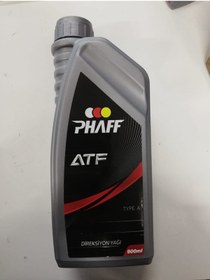 PHAFF
ATF
TYPE A
DİREKSİYON YAĞI
900ml